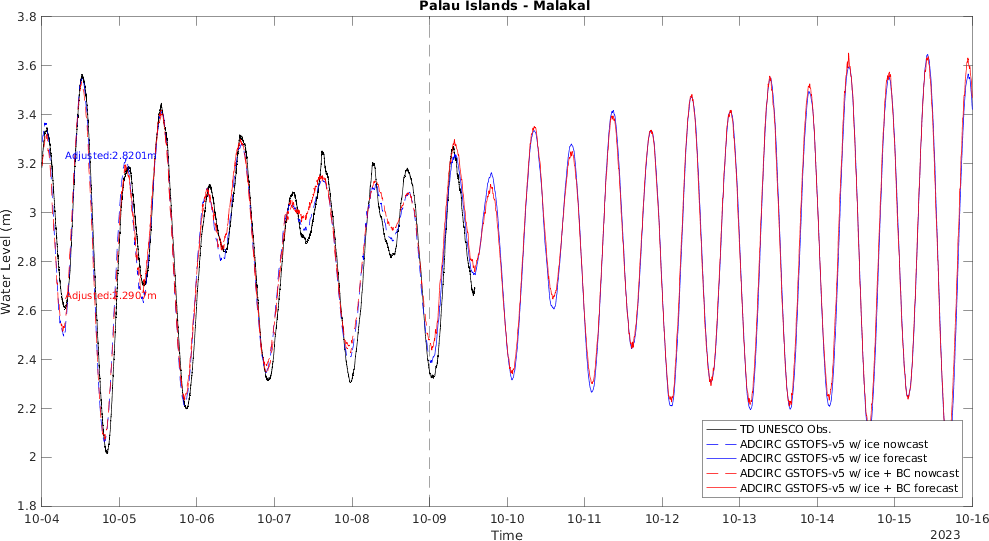 Palau Islands - Malakal
3.8
3.6
3.4
3.2
3
2.8
2.6
2.4
2.2
2
1.8
Water Level (m)
Adjusted:2.8201m
TD UNESCO Obs.
ADCIRC GSTOFS-v5 w/ ice nowcast
ADCIRC GSTOFS-v5 w/ ice forecast
ADCIRC GSTOFS-v5 w/ ice + BC nowcast
ADCIRC GSTOFS-v5 w/ ice + BC forecast
10-04
10-05
10-06
10-07
10-08
10-09
10-10
10-11
10-12
10-13
10-14
10-15
10-16
Time
2023